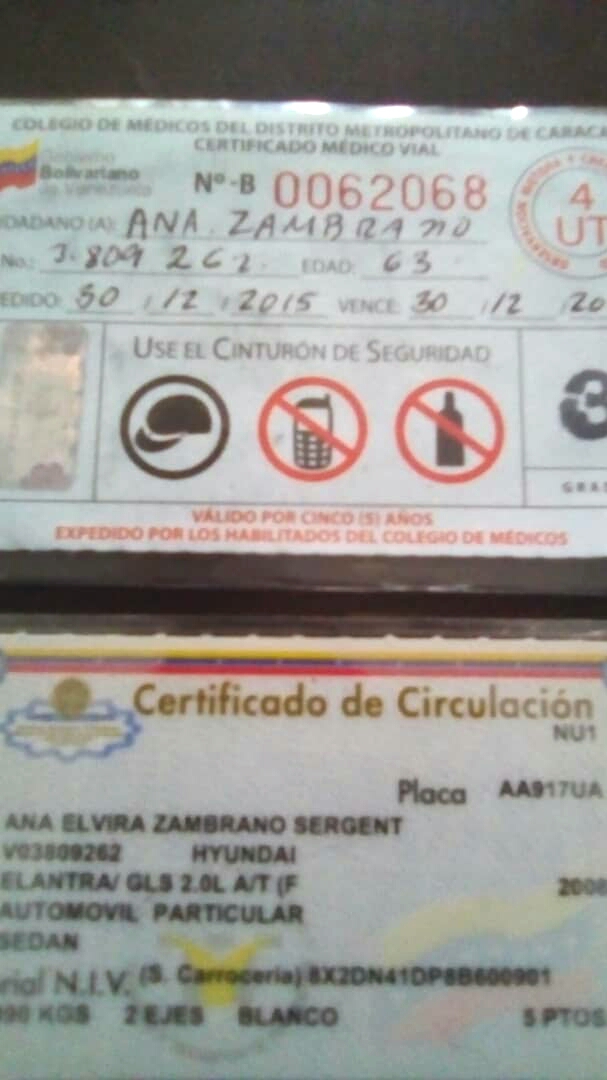 COLEGIO DE MÉDICOS DEL DISTRITO METROPOLITANO DE CARACA
CERTIFICADO MÉDICO VIAL
Gobierno
Bolivariano
de Venezuela
Nº-B 0062068
4
UT
DADANO (A): ANA. ZAMBRANO
No.: 3.809 262. EDAD: 63
EDIDO: 30 / 12 / 2015 VENCE: 30 / 12 / 20
USE EL CINTURÓN DE SEGURIDAD
3
GRA
VÁLIDO POR CINCO (5) AÑOS
EXPEDIDO POR LOS HABILITADOS DEL COLEGIO DE MÉDICOS
Certificado de Circulación
NU1
Placa AA917UA
ANA ELVIRA ZAMBRANO SERGENT
V03809262 HYUNDAI
ELANTRA/ GLS 2.0L A/T (F 2008
AUTOMOVIL PARTICULAR
SEDAN
rial N.I.V. (S. Carroceria) 8X2DN41DP8B600901
KGS 2 EJES BLANCO 5 PTOS